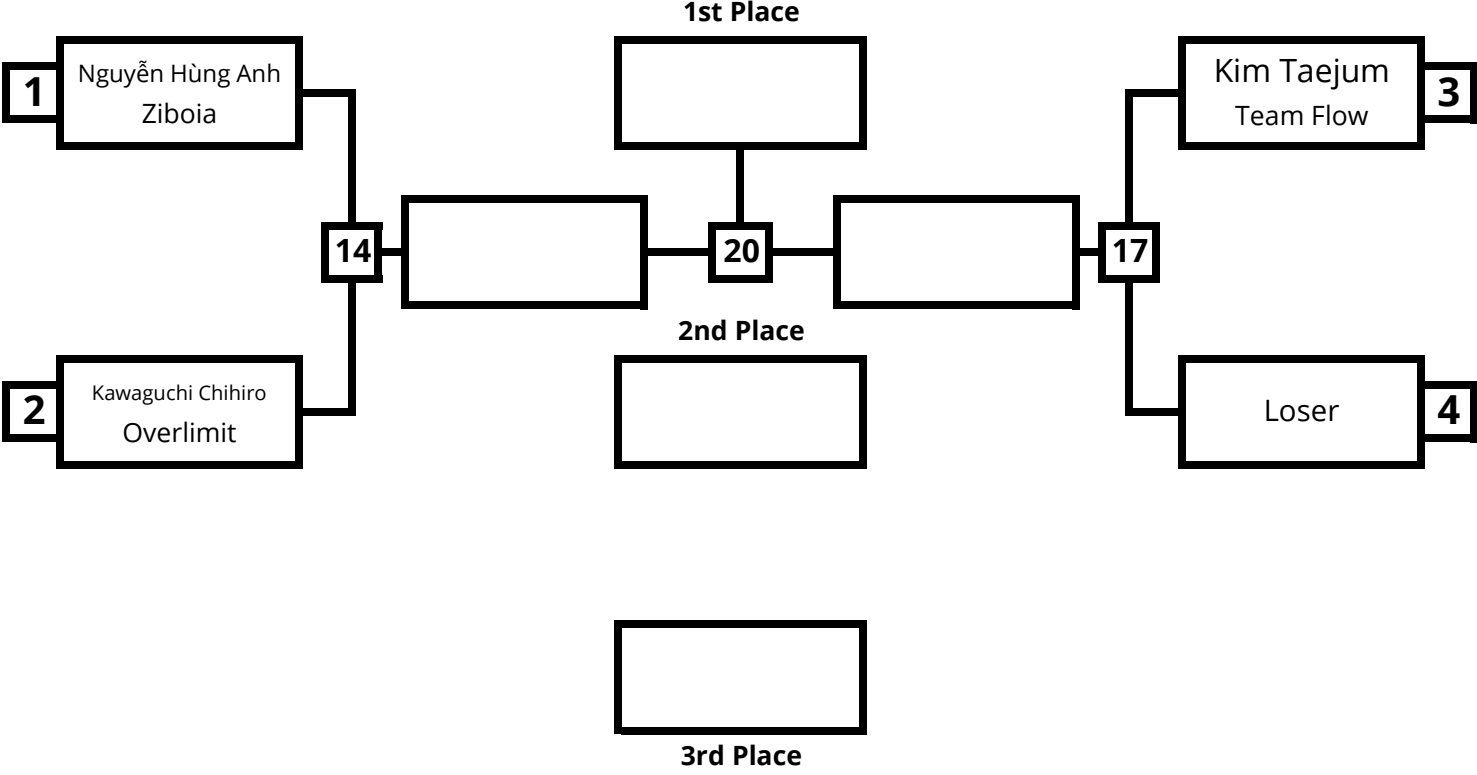 1st Place
1
Nguyễn Hùng Anh
Ziboia
Kim Taejum
Team Flow
3
14
20
17
2nd Place
2
Kawaguchi Chihiro
Overlimit
Loser
4
3rd Place